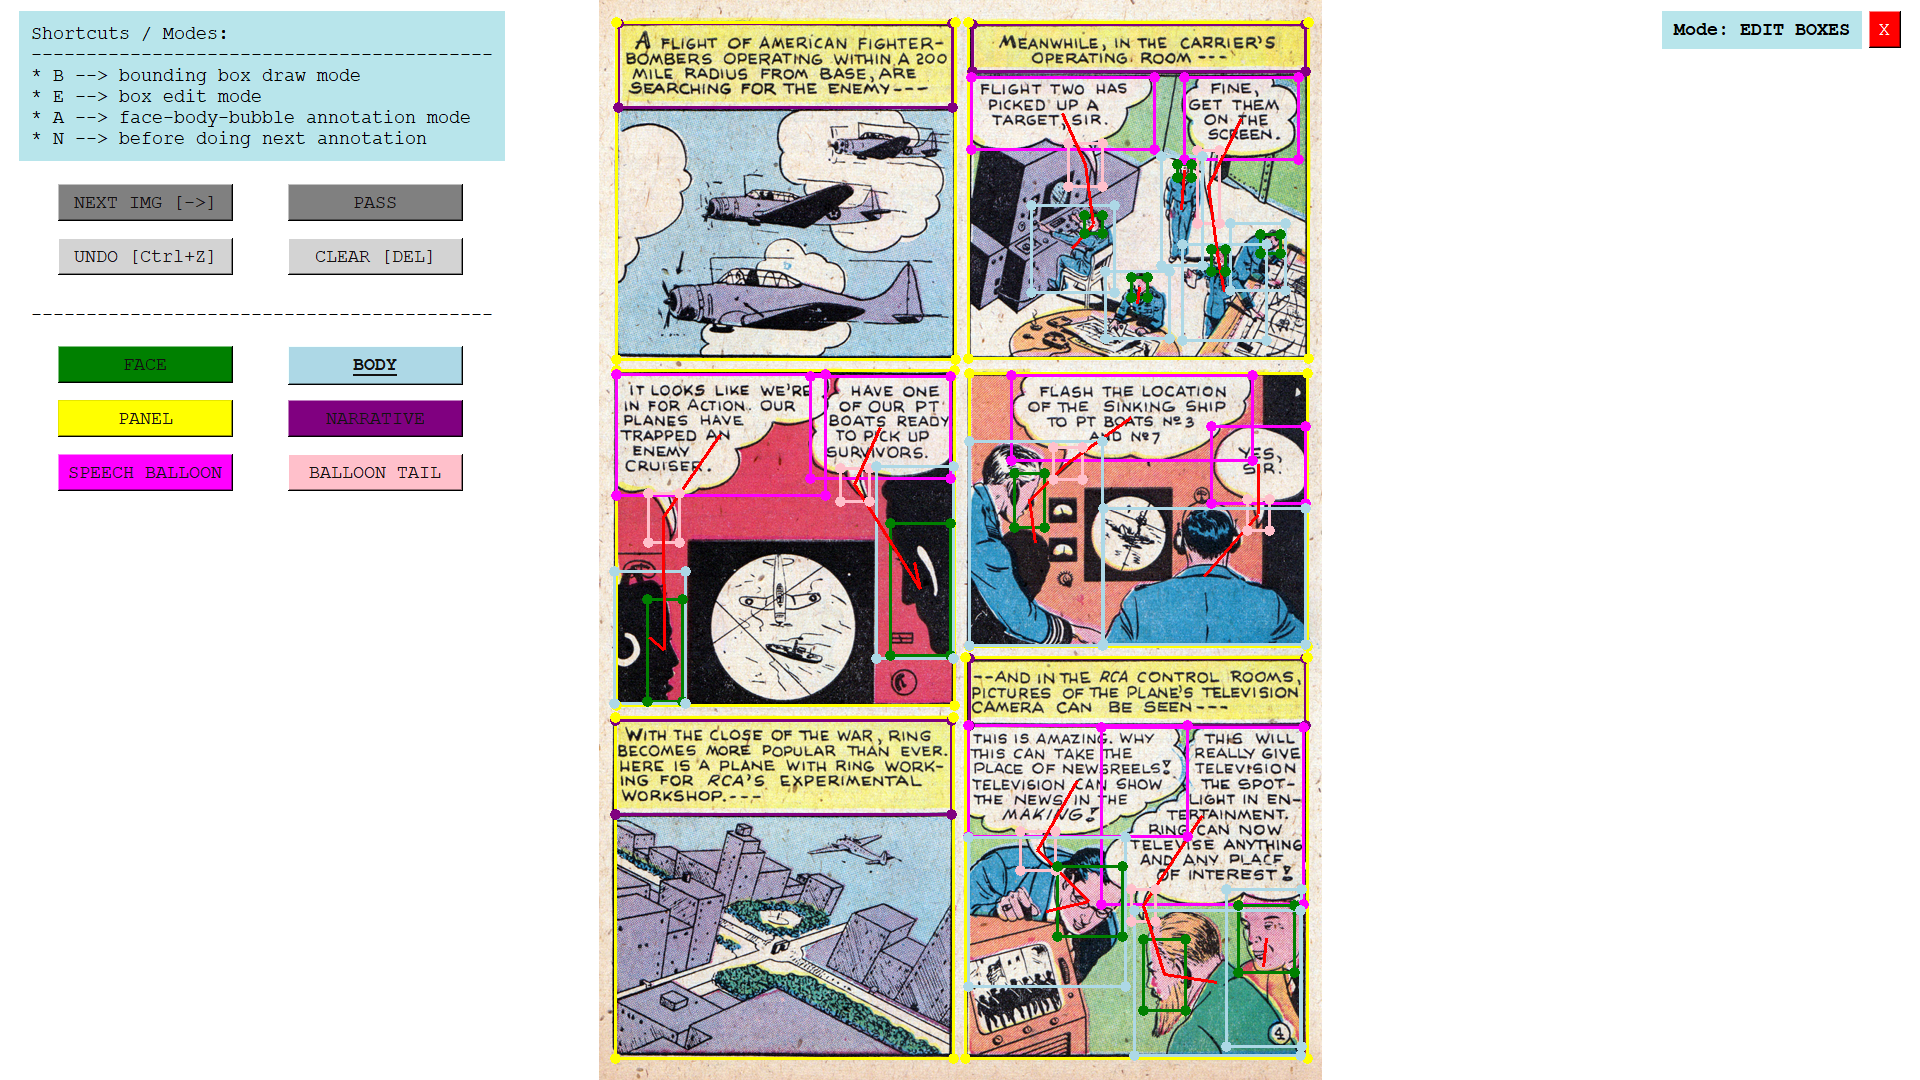 Shortcuts / Modes:
--------------------------------------------
* B --> bounding box draw mode
* E --> box edit mode
* A --> face-body-bubble annotation mode
* N --> before doing next annotation
NEXT IMG [->]
PASS
UNDO [Ctrl+Z]
CLEAR [DEL]
--------------------------------------------
FACE
BODY
PANEL
NARRATIVE
SPEECH BALLOON
BALLOON TAIL
Mode: EDIT BOXES
X
A FLIGHT OF AMERICAN FIGHTER-
BOMBERS OPERATING WITHIN A 200
MILE RADIUS FROM BASE, ARE
SEARCHING FOR THE ENEMY---
MEANWHILE, IN THE CARRIER'S
OPERATING ROOM ---
FLIGHT TWO HAS
PICKED UP A
TARGET, SIR.
FINE,
GET THEM
ON THE
SCREEN.
IT LOOKS LIKE WE'RE
IN FOR ACTION. OUR
PLANES HAVE
TRAPPED AN
ENEMY
CRUISER.
HAVE ONE
OF OUR PT
BOATS READY
TO PICK UP
SURVIVORS.
FLASH THE LOCATION
OF THE SINKING SHIP
TO PT BOATS Nº 3
AND Nº 7
YES,
SIR.
WITH THE CLOSE OF THE WAR, RING
BECOMES MORE POPULAR THAN EVER.
HERE IS A PLANE WITH RING WORK-
ING FOR RCA'S EXPERIMENTAL
WORKSHOP.---
--AND IN THE RCA CONTROL ROOMS,
PICTURES OF THE PLANE'S TELEVISION
CAMERA CAN BE SEEN---
THIS IS AMAZING. WHY
THIS CAN TAKE THE
PLACE OF NEWSREELS!
TELEVISION CAN SHOW
THE NEWS IN THE
MAKING!
THIS WILL
REALLY GIVE
TELEVISION
THE SPOT-
LIGHT IN EN-
TERTAINMENT.
RING CAN NOW
TELEVISE ANYTHING
AND ANY PLACE
OF INTEREST!
4